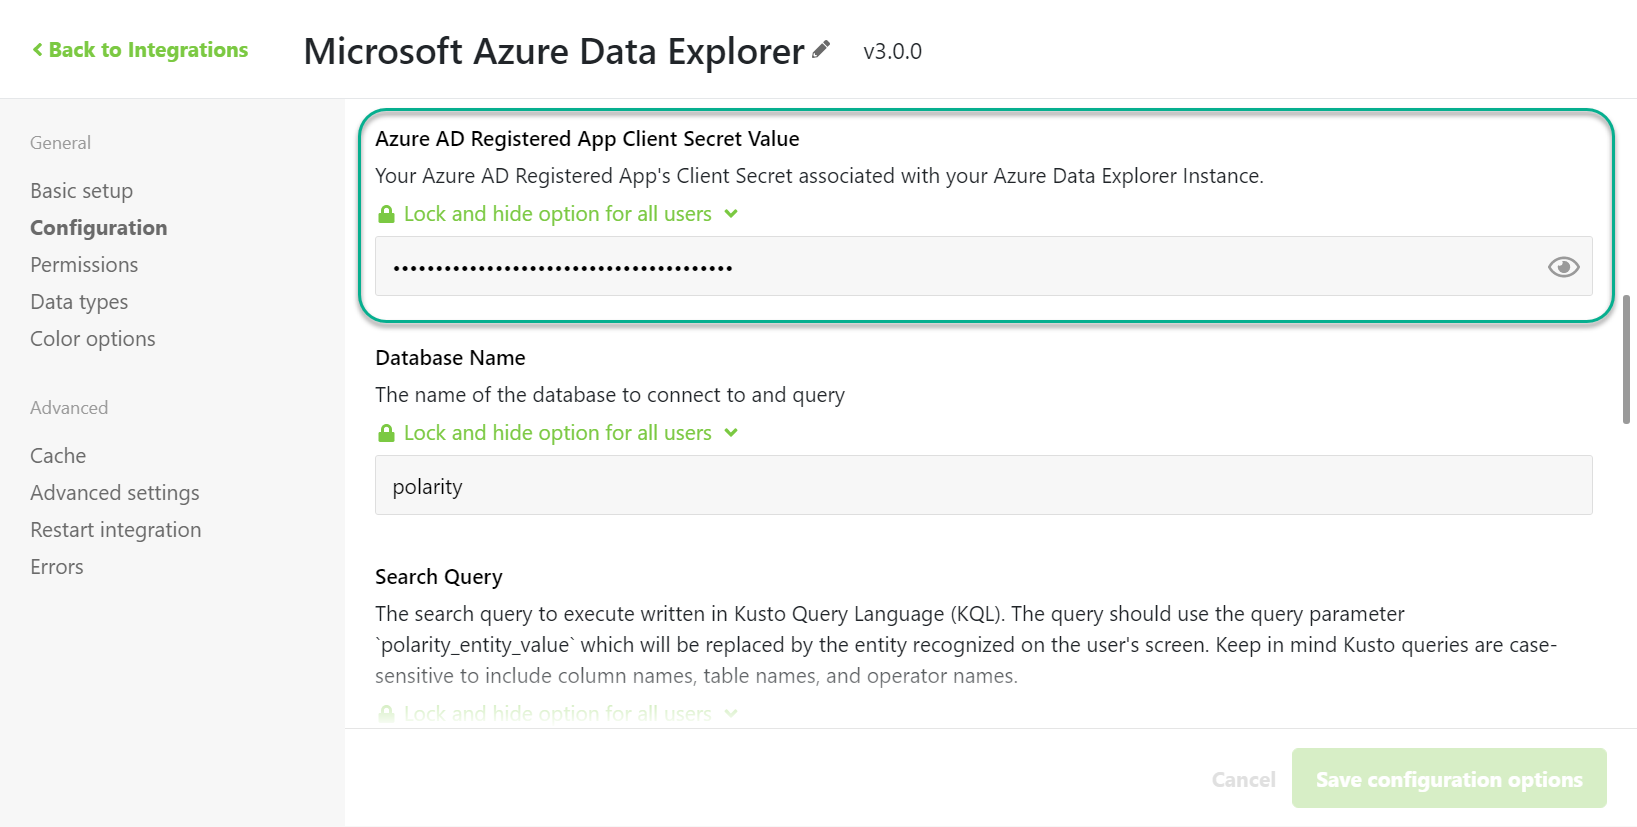 Back to Integrations
Microsoft Azure Data Explorer v3.0.0
General
Basic setup
Configuration
Permissions
Data types
Color options
Advanced
Cache
Advanced settings
Restart integration
Errors
Azure AD Registered App Client Secret Value
Your Azure AD Registered App's Client Secret associated with your Azure Data Explorer Instance.
Lock and hide option for all users
••••••••••••••••••••••••••••••••••••••••
Database Name
The name of the database to connect to and query
Lock and hide option for all users
polarity
Search Query
The search query to execute written in Kusto Query Language (KQL). The query should use the query parameter
`polarity_entity_value` which will be replaced by the entity recognized on the user's screen. Keep in mind Kusto queries are case-
sensitive to include column names, table names, and operator names.
Lock and hide option for all users
Cancel
Save configuration options